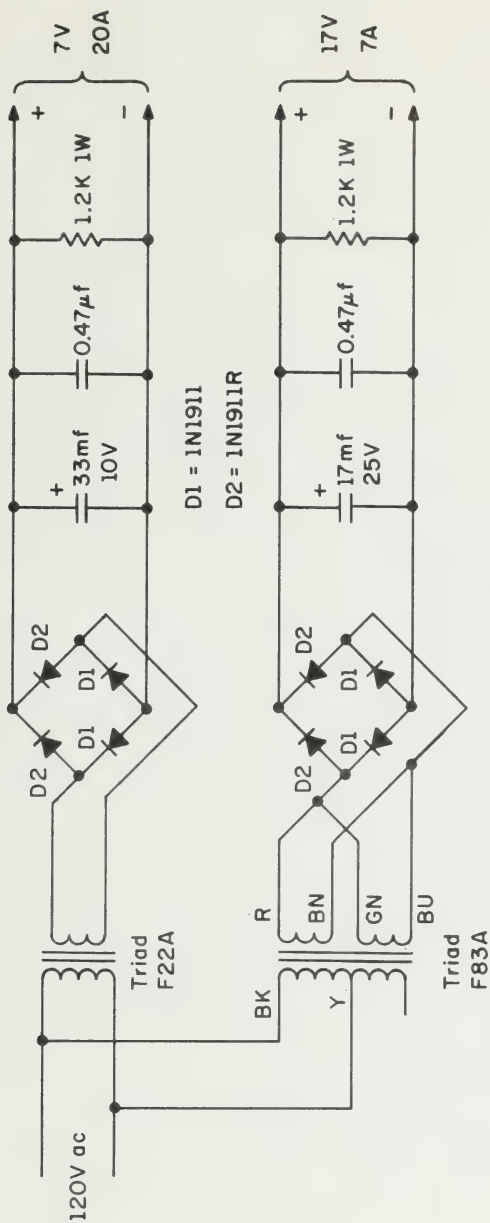 120V ac
Triad
F22A
D2
D2
D1
D1
+
33mf
10V
0.47µf
1.2K 1W
+
-
7V
20A
D1 = 1N1911
D2 = 1N1911R
BK
Y
R
BN
GN
BU
Triad
F83A
D2
D2
D1
D1
+
17mf
25V
0.47µf
1.2K 1W
+
-
17V
7A